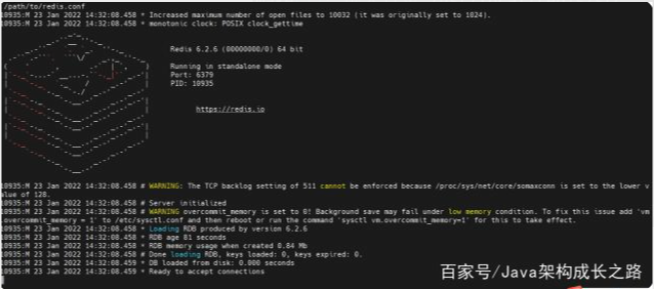 /path/to/redis.conf
10935:M 23 Jan 2022 14:32:08.458 * Increased maximum number of open files to 10032 (it was originally set to 1024).
10935:M 23 Jan 2022 14:32:08.458 * monotonic clock: POSIX clock_gettime
Redis 6.2.6 (00000000/0) 64 bit
Running in standalone mode
Port: 6379
PID: 10935
https://redis.io
10935:M 23 Jan 2022 14:32:08.458 # WARNING: The TCP backlog setting of 511 cannot be enforced because /proc/sys/net/core/somaxconn is set to the lower v
alue of 128.
10935:M 23 Jan 2022 14:32:08.458 # Server initialized
10935:M 23 Jan 2022 14:32:08.458 # WARNING overcommit_memory is set to 0! Background save may fail under low memory condition. To fix this issue add 'vm
.overcommit_memory = 1' to /etc/sysctl.conf and then reboot or run the command 'sysctl vm.overcommit_memory=1' for this to take effect.
10935:M 23 Jan 2022 14:32:08.458 * Loading RDB produced by version 6.2.6
10935:M 23 Jan 2022 14:32:08.458 * RDB age 81 seconds
10935:M 23 Jan 2022 14:32:08.458 * RDB memory usage when created 0.84 Mb
10935:M 23 Jan 2022 14:32:08.458 # Done loading RDB, keys loaded: 0, keys expired: 0.
10935:M 23 Jan 2022 14:32:08.459 * DB loaded from disk: 0.000 seconds
10935:M 23 Jan 2022 14:32:08.459 * Ready to accept connections
百家号/Java架构成长之路